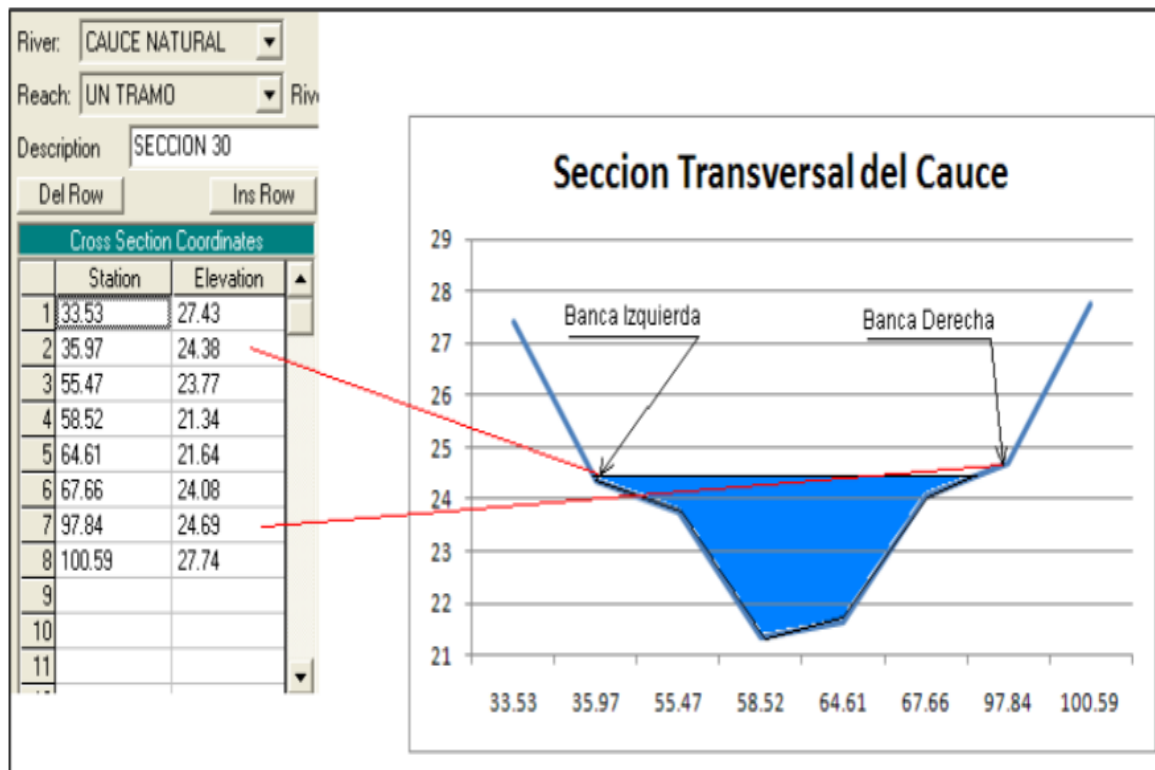 River: CAUCE NATURAL
Reach: UN TRAMO Rive
Description SECCION 30
Del Row Ins Row
Cross Section Coordinates
Station Elevation
1 33.53 27.43
2 35.97 24.38
3 55.47 23.77
4 58.52 21.34
5 64.61 21.64
6 67.66 24.08
7 97.84 24.69
8 100.59 27.74
9
10
11
Seccion Transversal del Cauce
29
28
27
26
25
24
23
22
21
Banca Izquierda
Banca Derecha
33.53 35.97 55.47 58.52 64.61 67.66 97.84 100.59